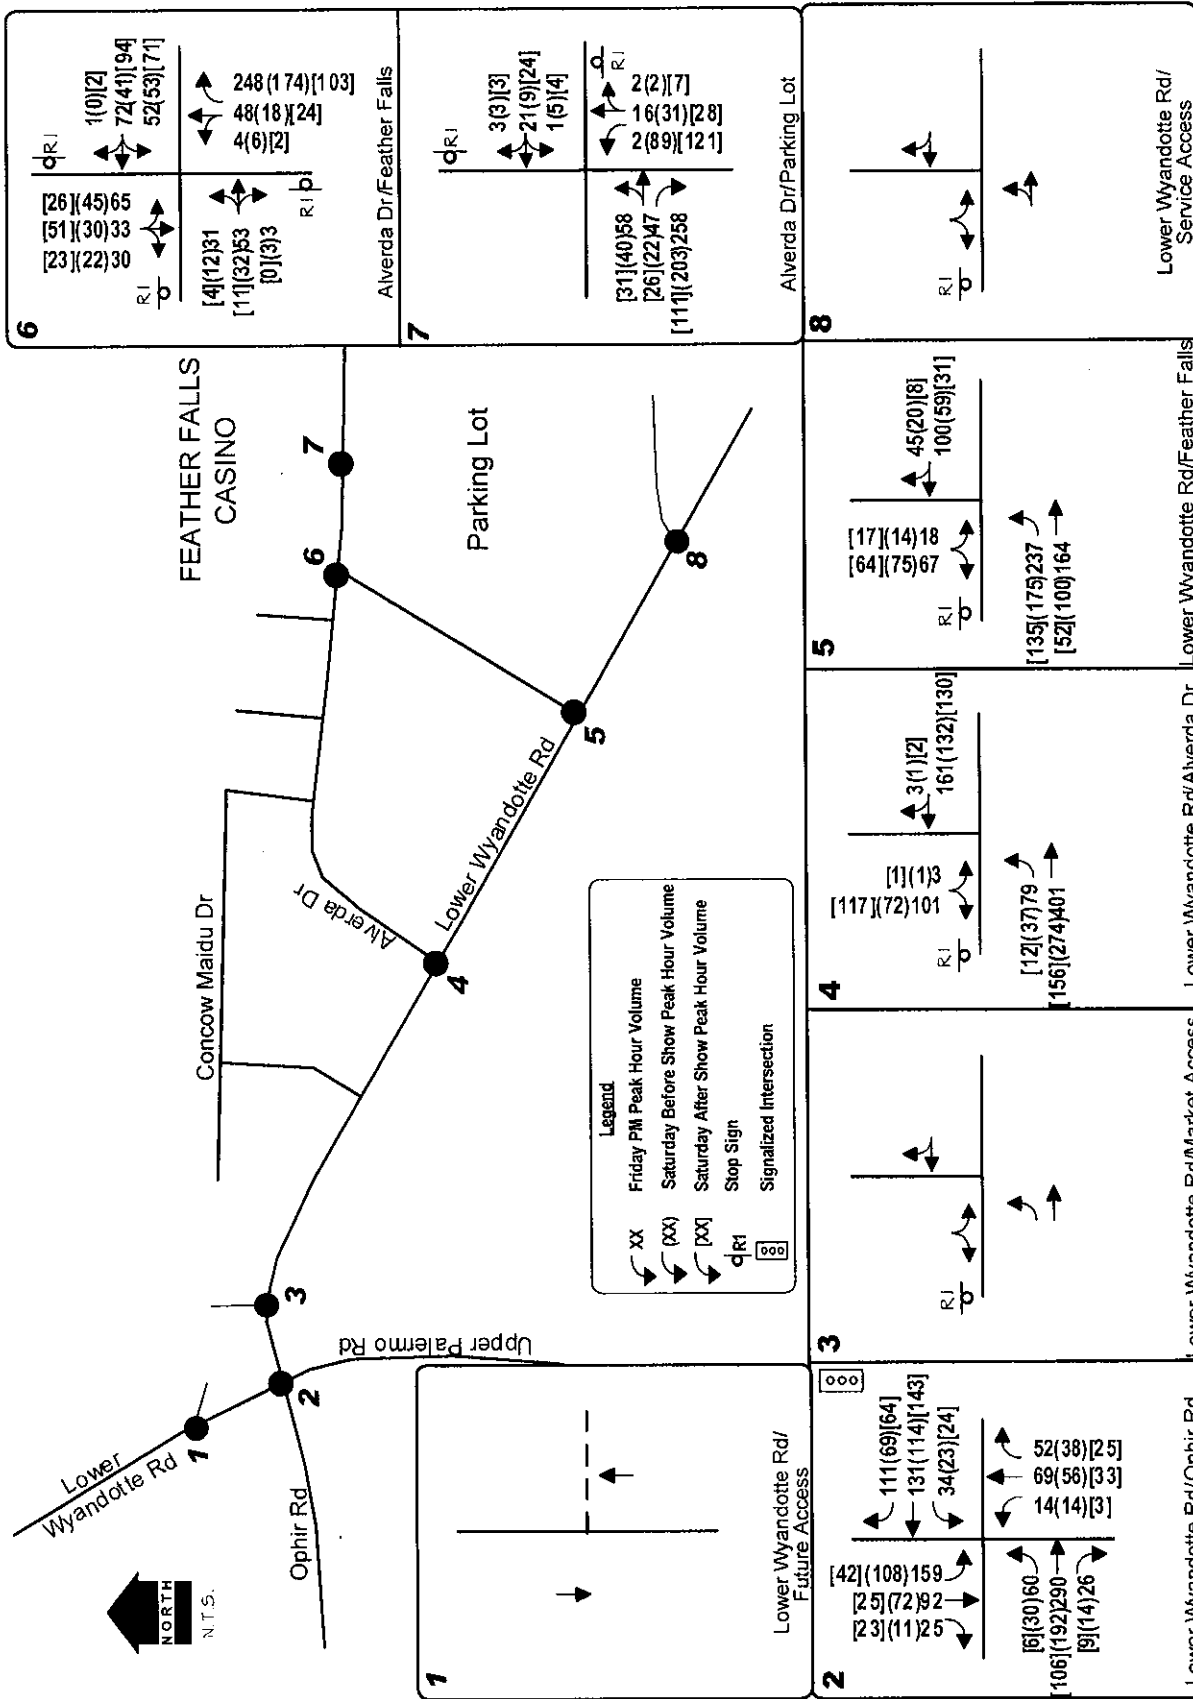 6
1(0)[2]
72(41)[94]
52(53)[71]
R1
[26](45)65
[51](30)33
[23](22)30
R1
248(174)[103]
48(18)[24]
4(6)[2]
[4](12)31
[11](32)53
[0](3)3
R1
Alverda Dr/Feather Falls
7
3(3)[3]
21(9)[24]
1(5)[4]
R1
R1
2(2)[7]
16(31)[28]
2(89)[121]
[31](40)58
[26](22)47
[111](203)258
Alverda Dr/Parking Lot
8
R1
Lower Wyandotte Rd/
Service Access
FEATHER FALLS
CASINO
Parking Lot
Concow Maidu Dr
Alverda Dr
Lower Wyandotte Rd
Lower
Wyandotte Rd
Ophir Rd
Upper Palermo Rd
1
2
3
4
5
6
7
8
NORTH
N.T.S.
Legend
XX Friday PM Peak Hour Volume
(XX) Saturday Before Show Peak Hour Volume
[XX] Saturday After Show Peak Hour Volume
R1 Stop Sign
Signalized Intersection
1
Lower Wyandotte Rd/
Future Access
2
111(69)[64]
131(114)[143]
34(23)[24]
[42](108)159
[25](72)92
[23](11)25
52(38)[25]
69(56)[33]
14(14)[3]
[6](30)60
[106](192)290
[9](14)26
Lower Wyandotte Rd/Ophir Rd
3
R1
Lower Wyandotte Rd/Market Access
4
3(1)[2]
161(132)[130]
[1](1)3
[117](72)101
R1
[12](37)79
[156](274)401
Lower Wyandotte Rd/Alverda Dr
5
45(20)[8]
100(59)[31]
[17](14)18
[64](75)67
R1
[135](175)237
[52](100)164
Lower Wyandotte Rd/Feather Falls